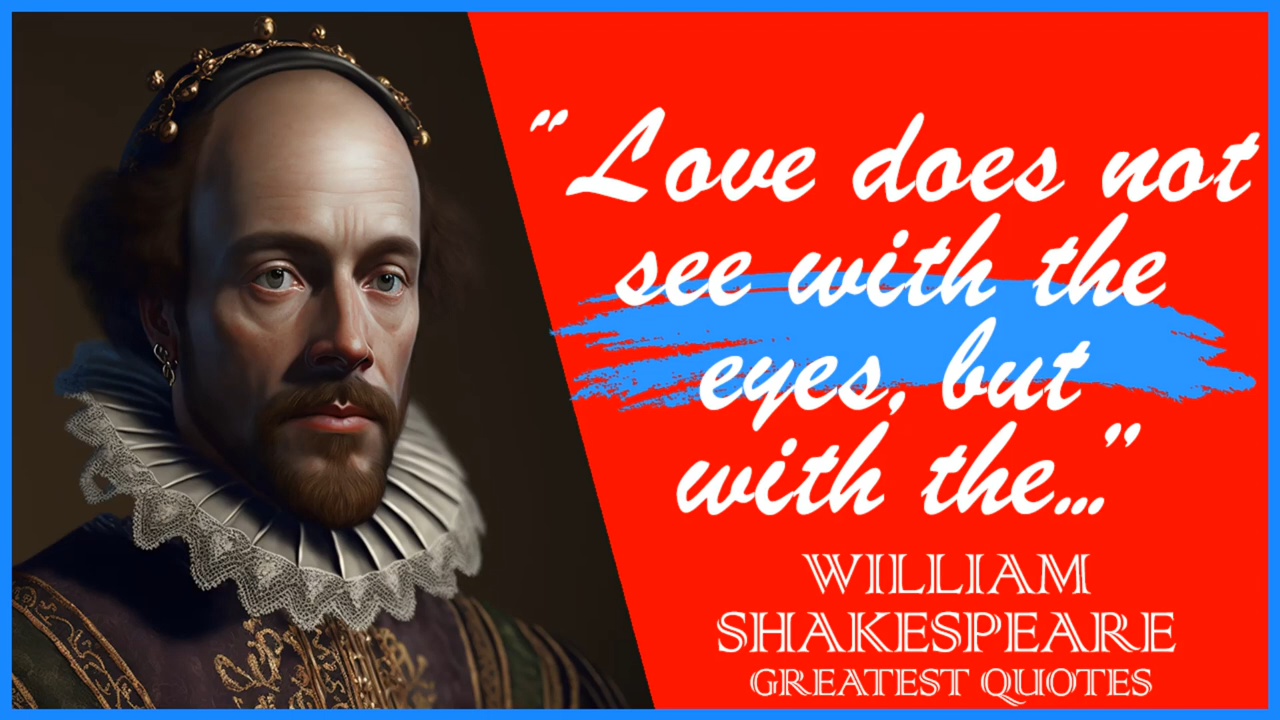 “Love does not
see with the
eyes, but
with the...”
WILLIAM
SHAKESPEARE
GREATEST QUOTES